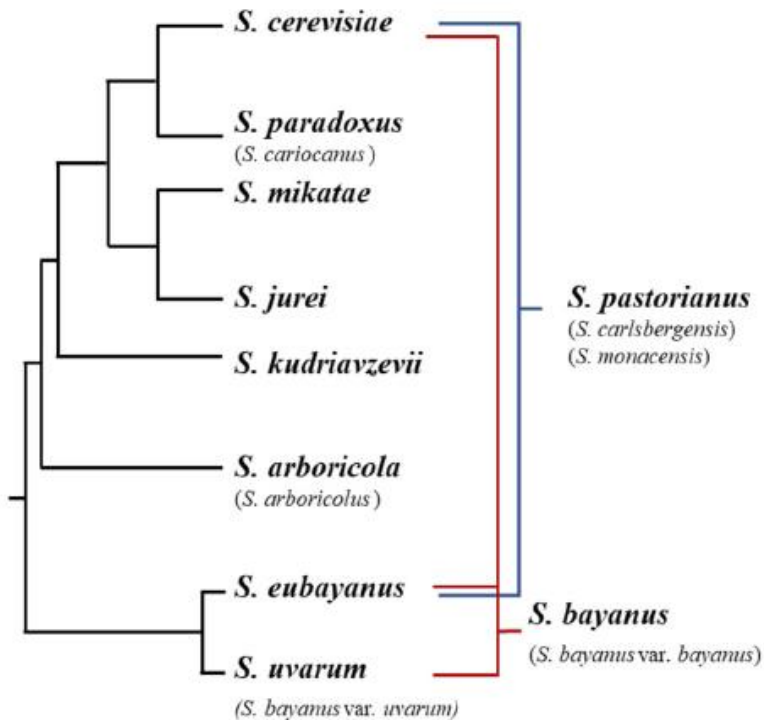 S. cerevisiae
S. paradoxus
(S. cariocanus)
S. mikatae
S. jurei
S. kudriavzevii
S. arboricola
(S. arboricolus)
S. eubayanus
S. uvarum
(S. bayanus var. uvarum)
S. pastorianus
(S. carlsbergensis)
(S. monacensis)
S. bayanus
(S. bayanus var. bayanus)